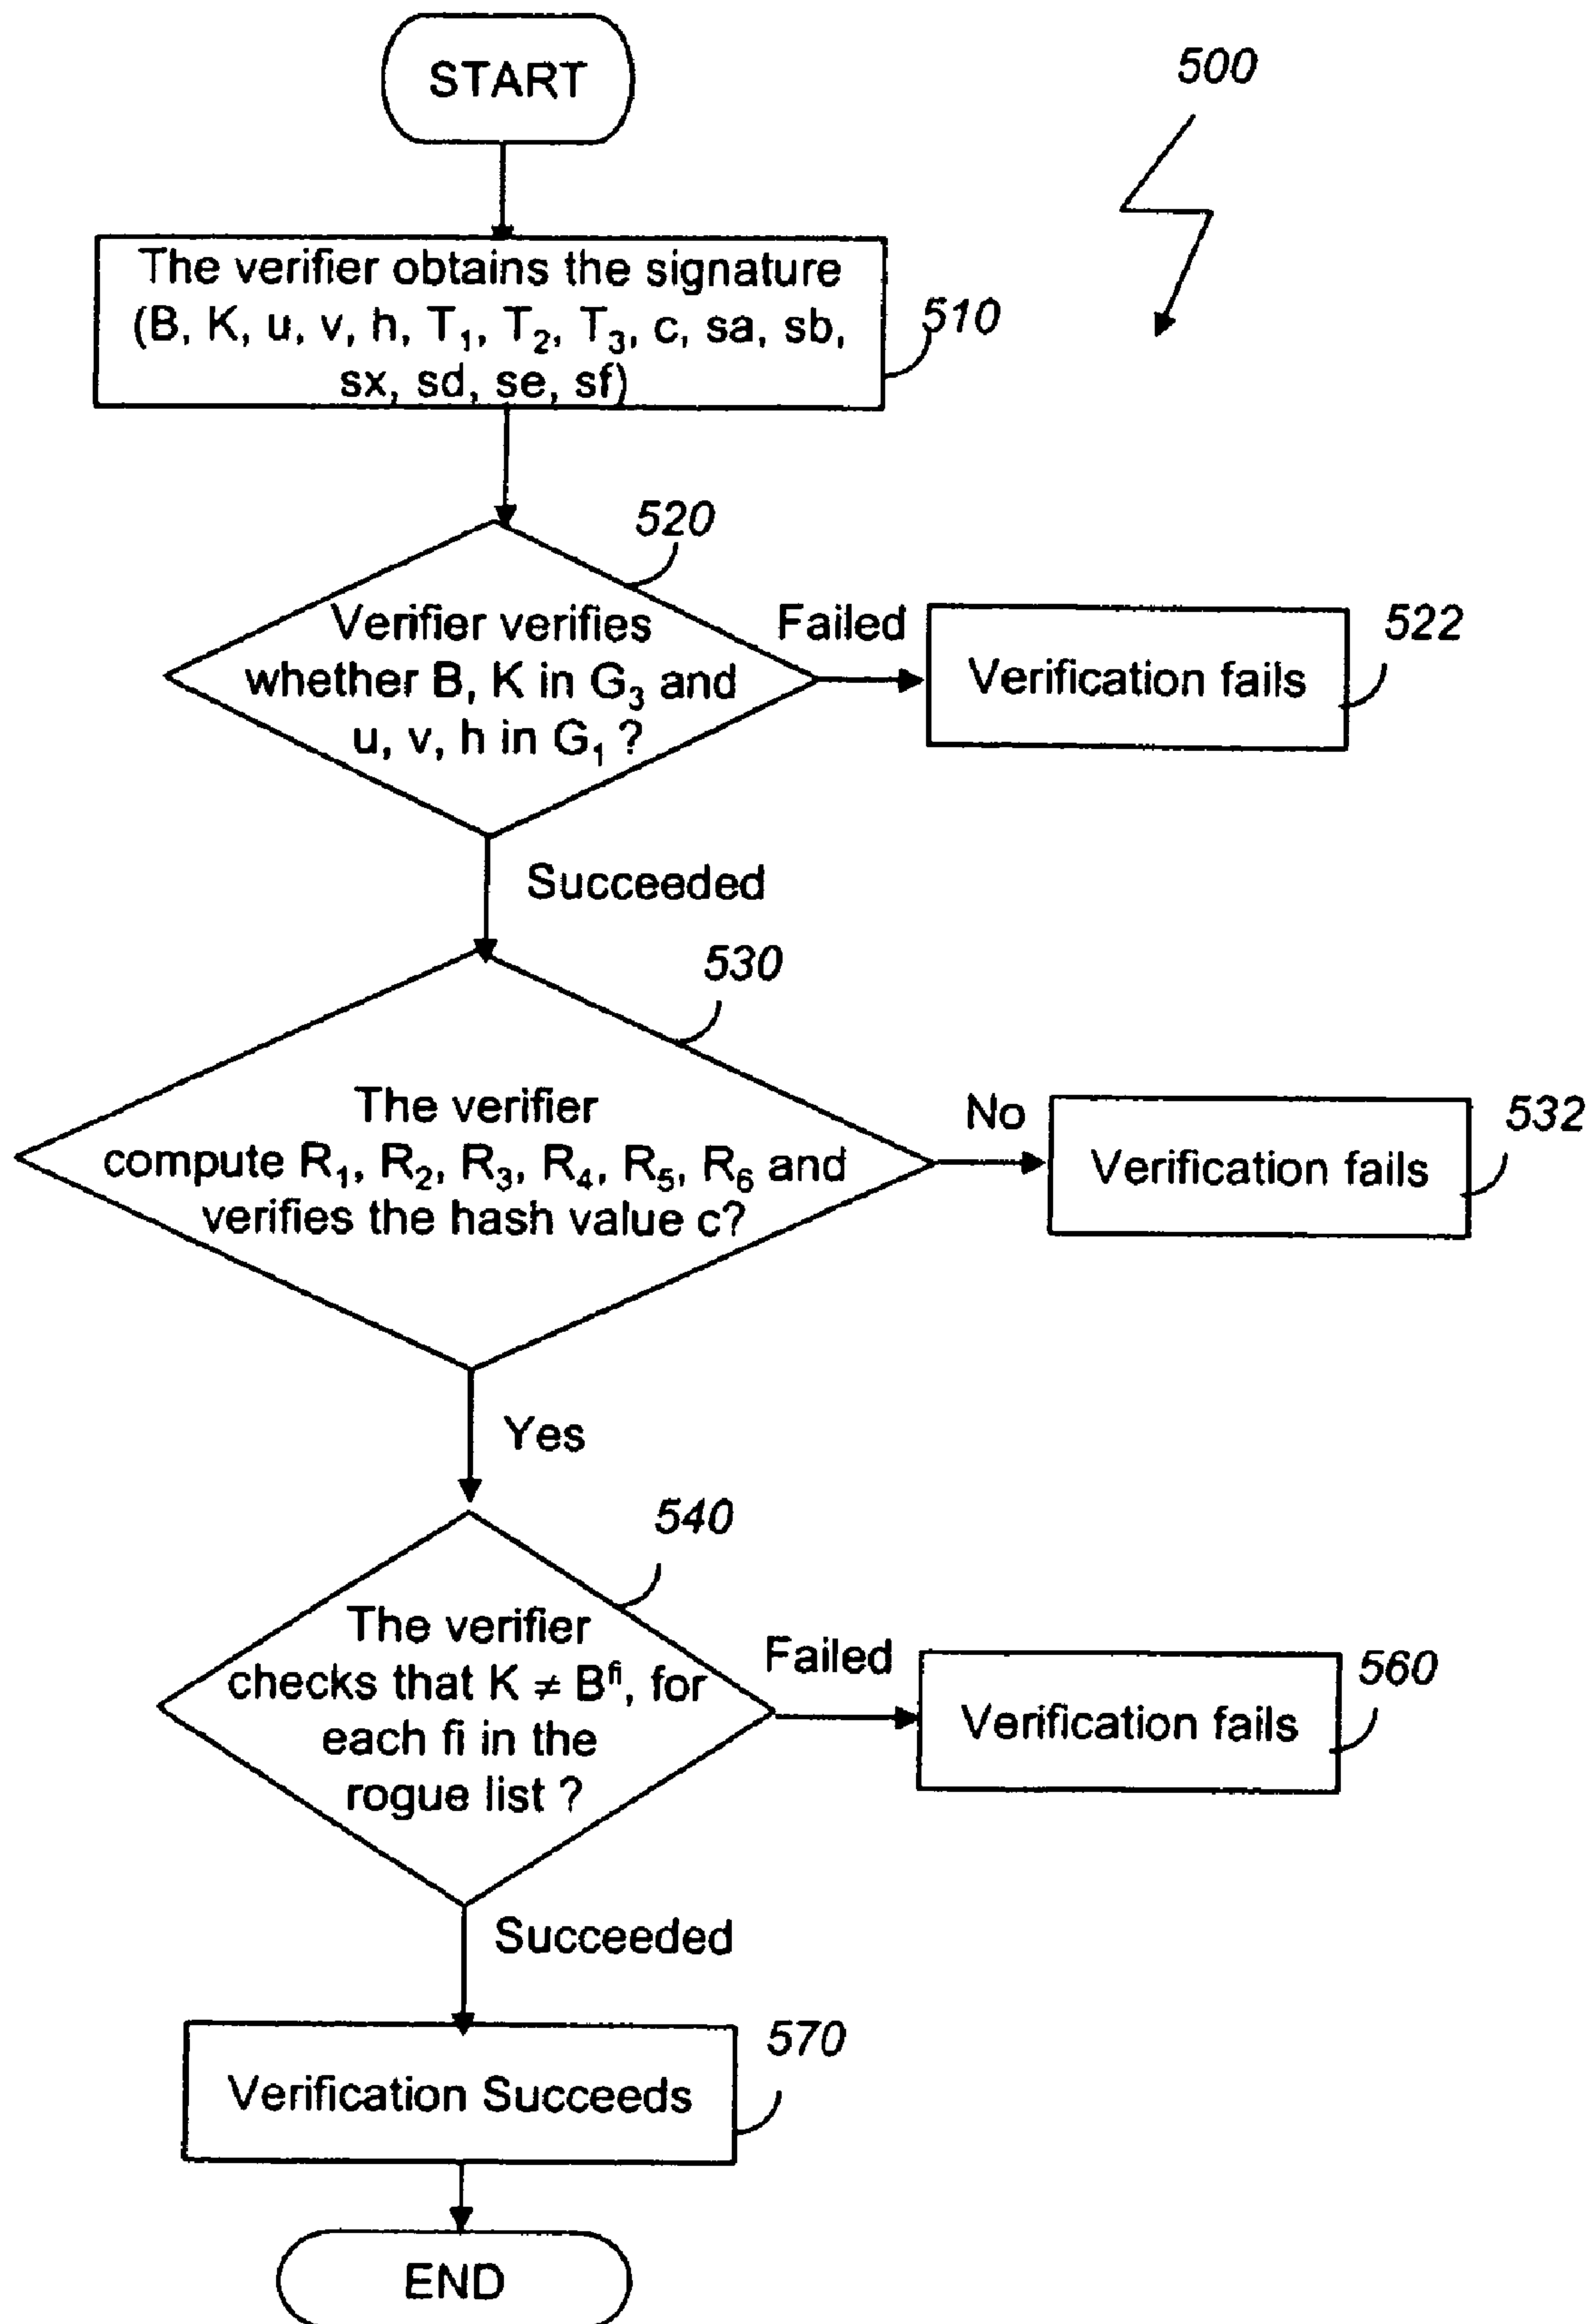 START
500
The verifier obtains the signature
(B, K, u, v, h, T₁, T₂, T₃, c, sa, sb,
sx, sd, se, sf)
510
520
Verifier verifies
whether B, K in G₃ and
u, v, h in G₁ ?
Failed
Verification fails
522
Succeeded
530
The verifier
compute R₁, R₂, R₃, R₄, R₅, R₆ and
verifies the hash value c?
No
Verification fails
532
Yes
540
The verifier
checks that K ≠ B^fi, for
each fi in the
rogue list ?
Failed
Verification fails
560
Succeeded
Verification Succeeds
570
END